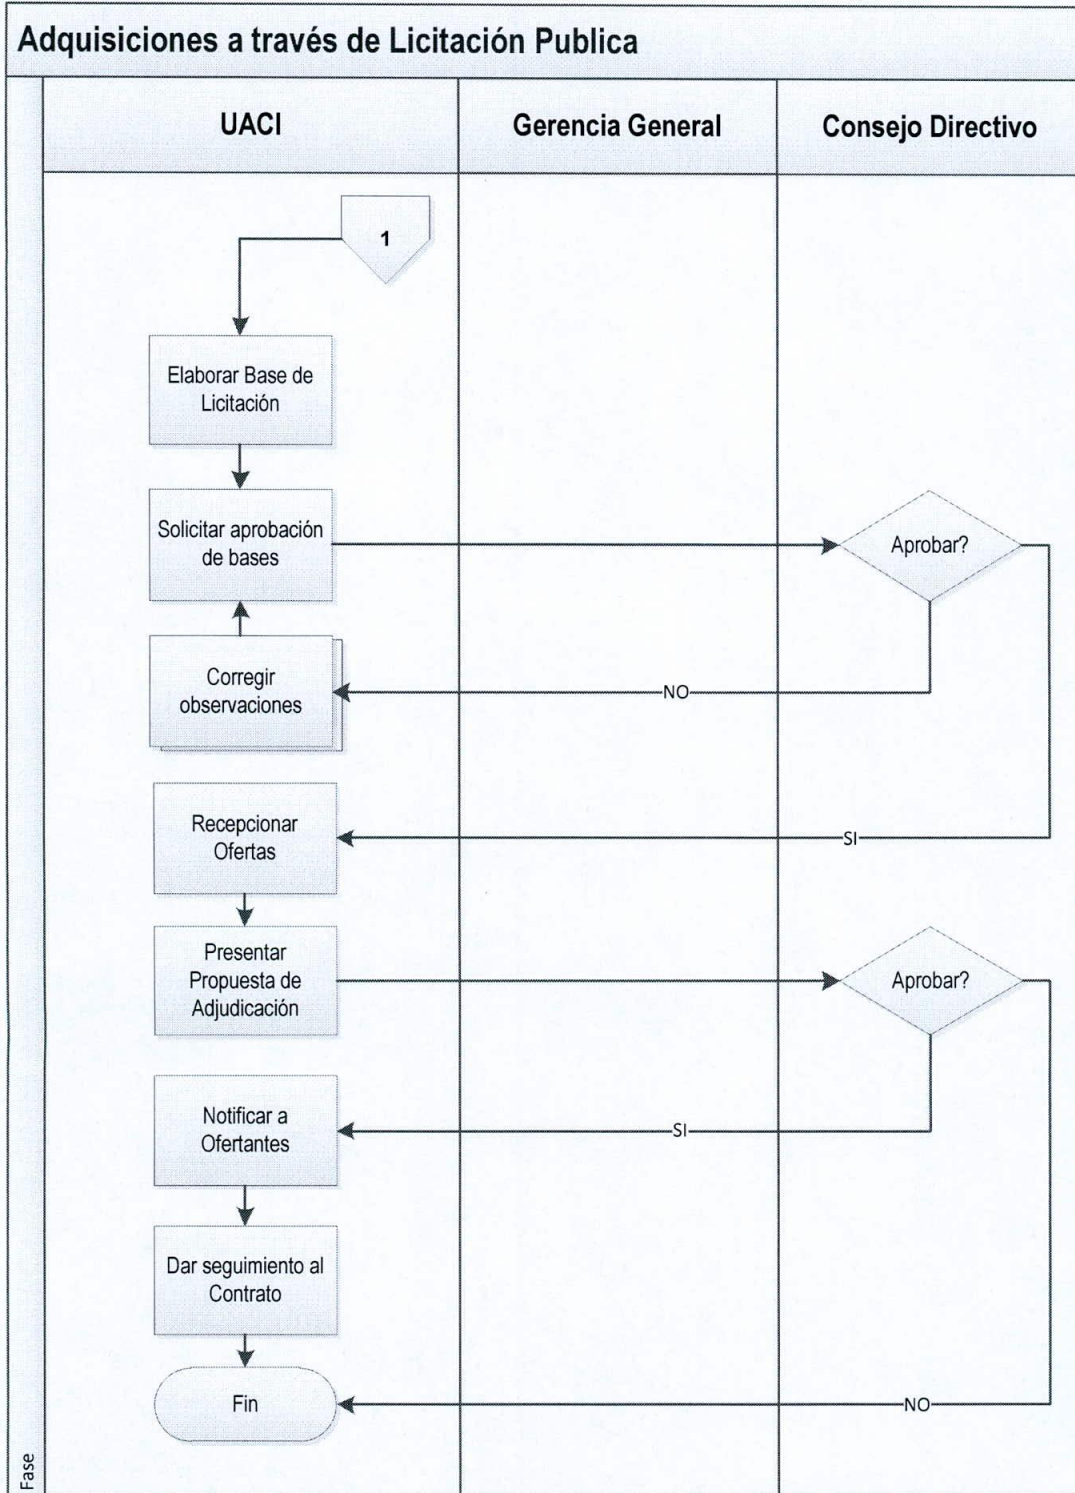 Adquisiciones a través de Licitación Publica
UACI
Gerencia General
Consejo Directivo
1
Elaborar Base de
Licitación
Solicitar aprobación
de bases
Aprobar?
Corregir
observaciones
NO
Recepcionar
Ofertas
SI
Presentar
Propuesta de
Adjudicación
Aprobar?
Notificar a
Ofertantes
SI
Dar seguimiento al
Contrato
Fin
NO
Fase